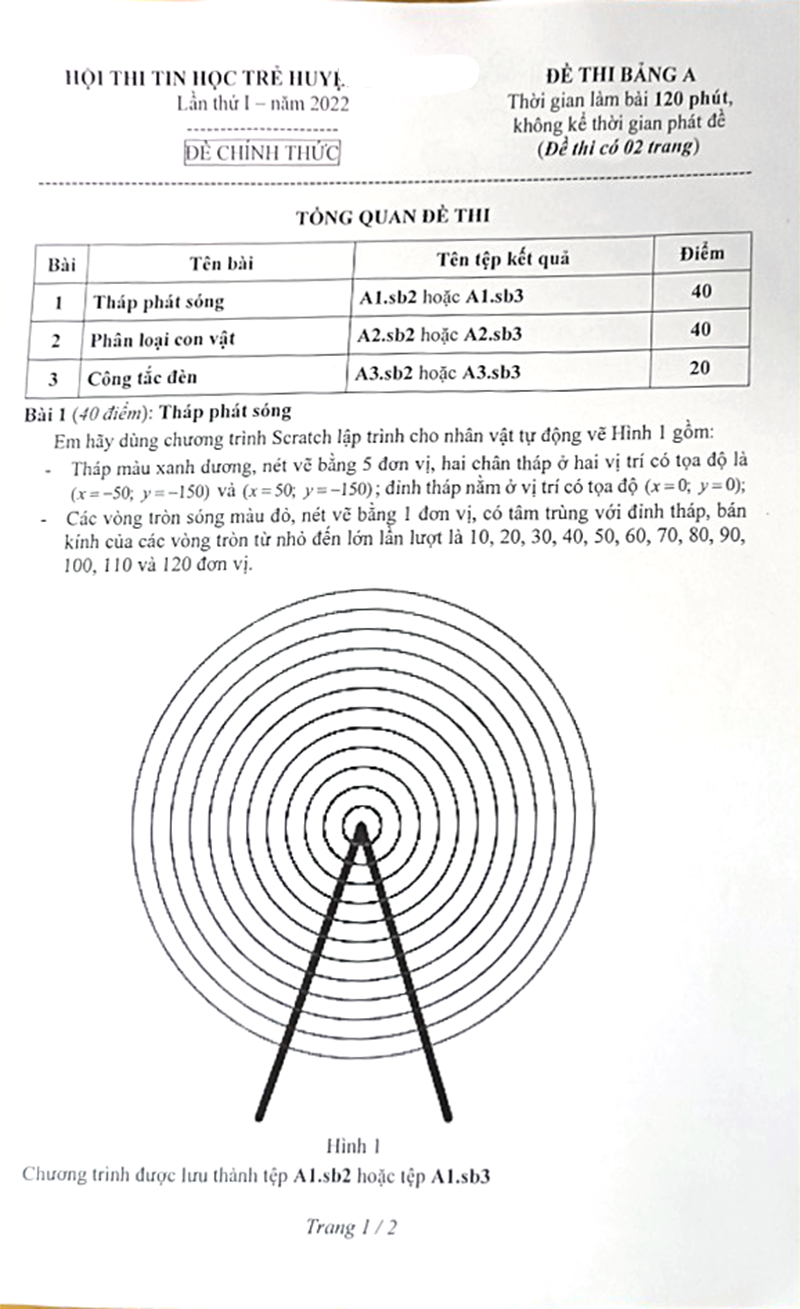 HỘI THI TIN HỌC TRẺ HUYỆ
Lần thứ I – năm 2022
ĐỀ CHÍNH THỨC
ĐỀ THI BẢNG A
Thời gian làm bài 120 phút,
không kể thời gian phát đề
(Đề thi có 02 trang)
TỔNG QUAN ĐỀ THI
Bài Tên bài Tên tệp kết quả Điểm
1 Tháp phát sóng A1.sb2 hoặc A1.sb3 40
2 Phân loại con vật A2.sb2 hoặc A2.sb3 40
3 Công tắc đèn A3.sb2 hoặc A3.sb3 20
Bài 1 (40 điểm): Tháp phát sóng
Em hãy dùng chương trình Scratch lập trình cho nhân vật tự động vẽ Hình 1 gồm:
- Tháp màu xanh dương, nét vẽ bằng 5 đơn vị, hai chân tháp ở hai vị trí có tọa độ là
(x = –50; y = –150) và (x = 50; y = –150); đỉnh tháp nằm ở vị trí có tọa độ (x = 0; y = 0);
- Các vòng tròn sóng màu đỏ, nét vẽ bằng 1 đơn vị, có tâm trùng với đỉnh tháp, bán
kính của các vòng tròn từ nhỏ đến lớn lần lượt là 10, 20, 30, 40, 50, 60, 70, 80, 90,
100, 110 và 120 đơn vị.
Hình 1
Chương trình được lưu thành tệp A1.sb2 hoặc tệp A1.sb3
Trang 1 / 2